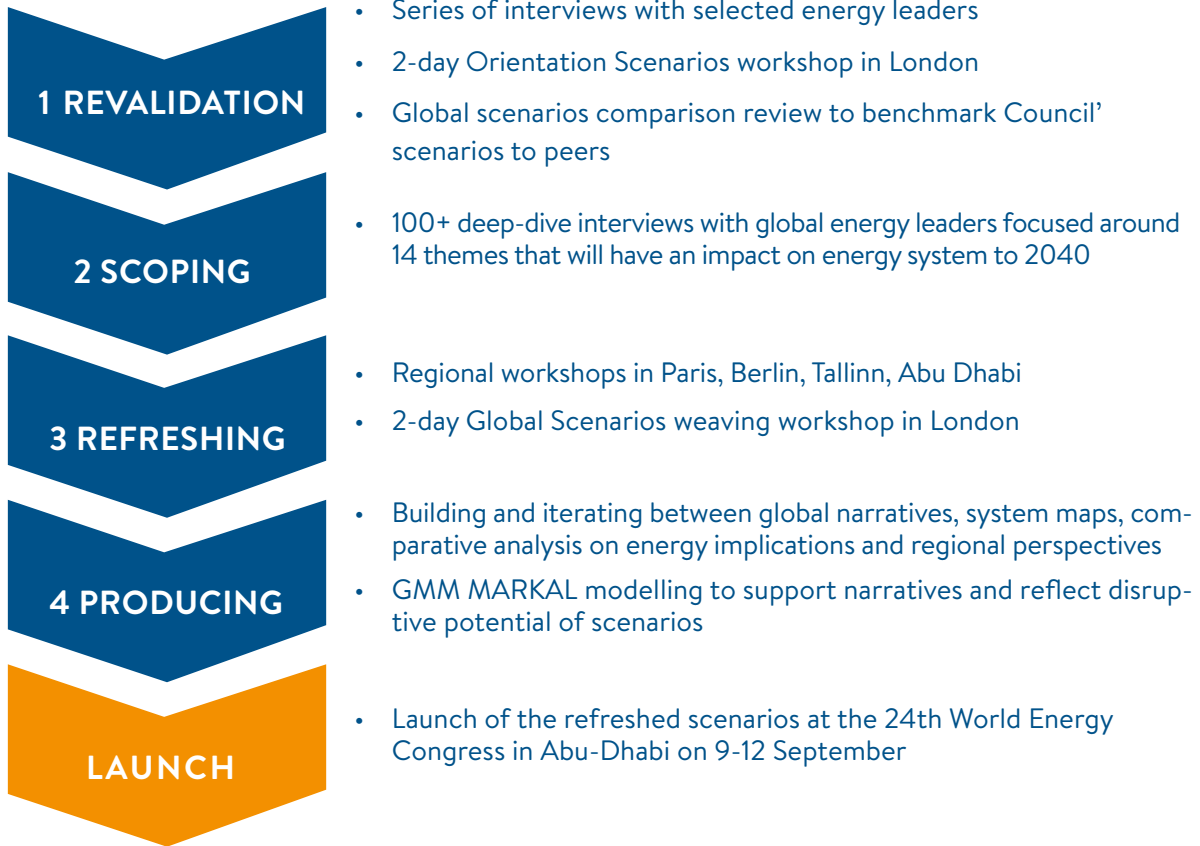 • Series of interviews with selected energy leaders
• 2-day Orientation Scenarios workshop in London
1 REVALIDATION
• Global scenarios comparison review to benchmark Council’
scenarios to peers
• 100+ deep-dive interviews with global energy leaders focused around
14 themes that will have an impact on energy system to 2040
2 SCOPING
• Regional workshops in Paris, Berlin, Tallinn, Abu Dhabi
• 2-day Global Scenarios weaving workshop in London
3 REFRESHING
• Building and iterating between global narratives, system maps, com-
parative analysis on energy implications and regional perspectives
4 PRODUCING
• GMM MARKAL modelling to support narratives and reflect disrup-
tive potential of scenarios
• Launch of the refreshed scenarios at the 24th World Energy
Congress in Abu-Dhabi on 9-12 September
LAUNCH